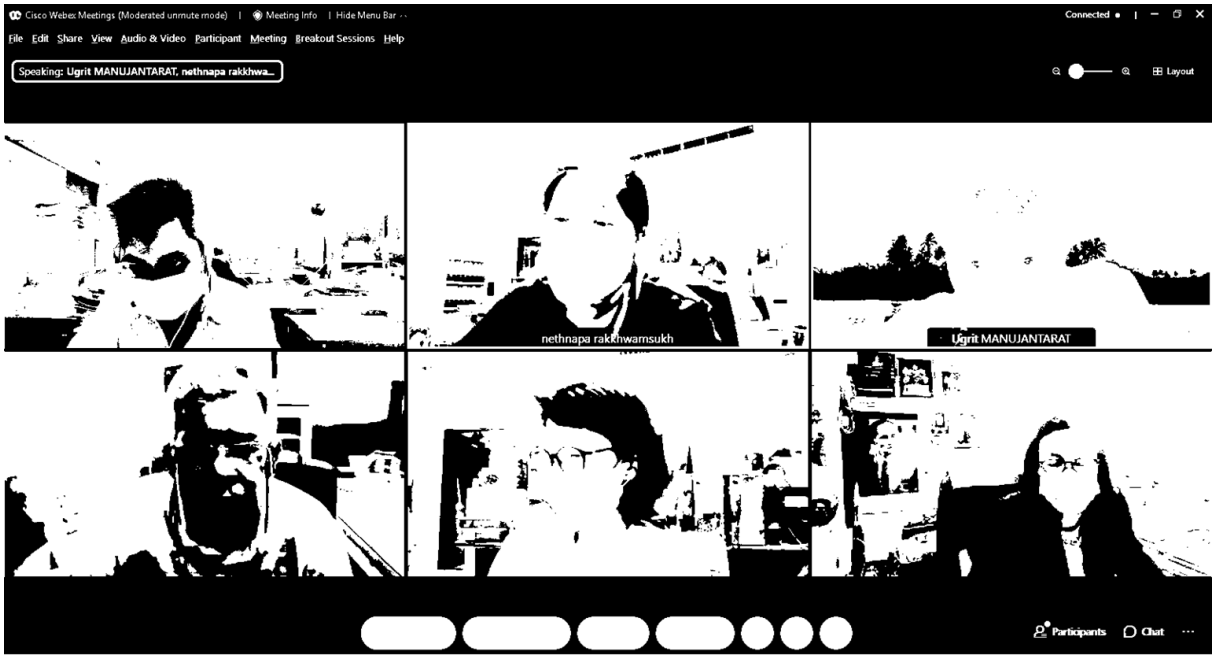 Cisco Webex Meetings (Moderated unmute mode) | Meeting Info | Hide Menu Bar
Connected
File Edit Share View Audio & Video Participant Meeting Breakout Sessions Help
Speaking: Ugrit MANUJANTARAT, nethnapa rakkhwa...
Layout
nethnapa rakkhwamsukh
Ugrit MANUJANTARAT
Participants Chat ...